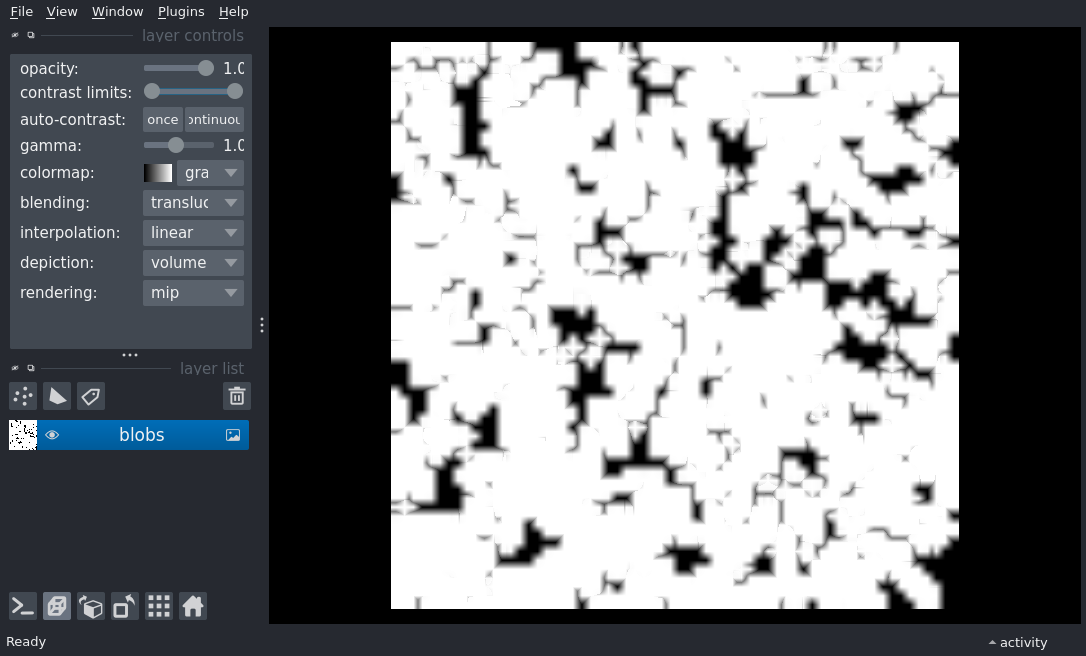 File View Window Plugins Help
layer controls
opacity: 1.0
contrast limits:
auto-contrast: once ontinuou
gamma: 1.0
colormap: gra
blending: transluc
interpolation: linear
depiction: volume
rendering: mip
layer list
blobs
Ready
activity